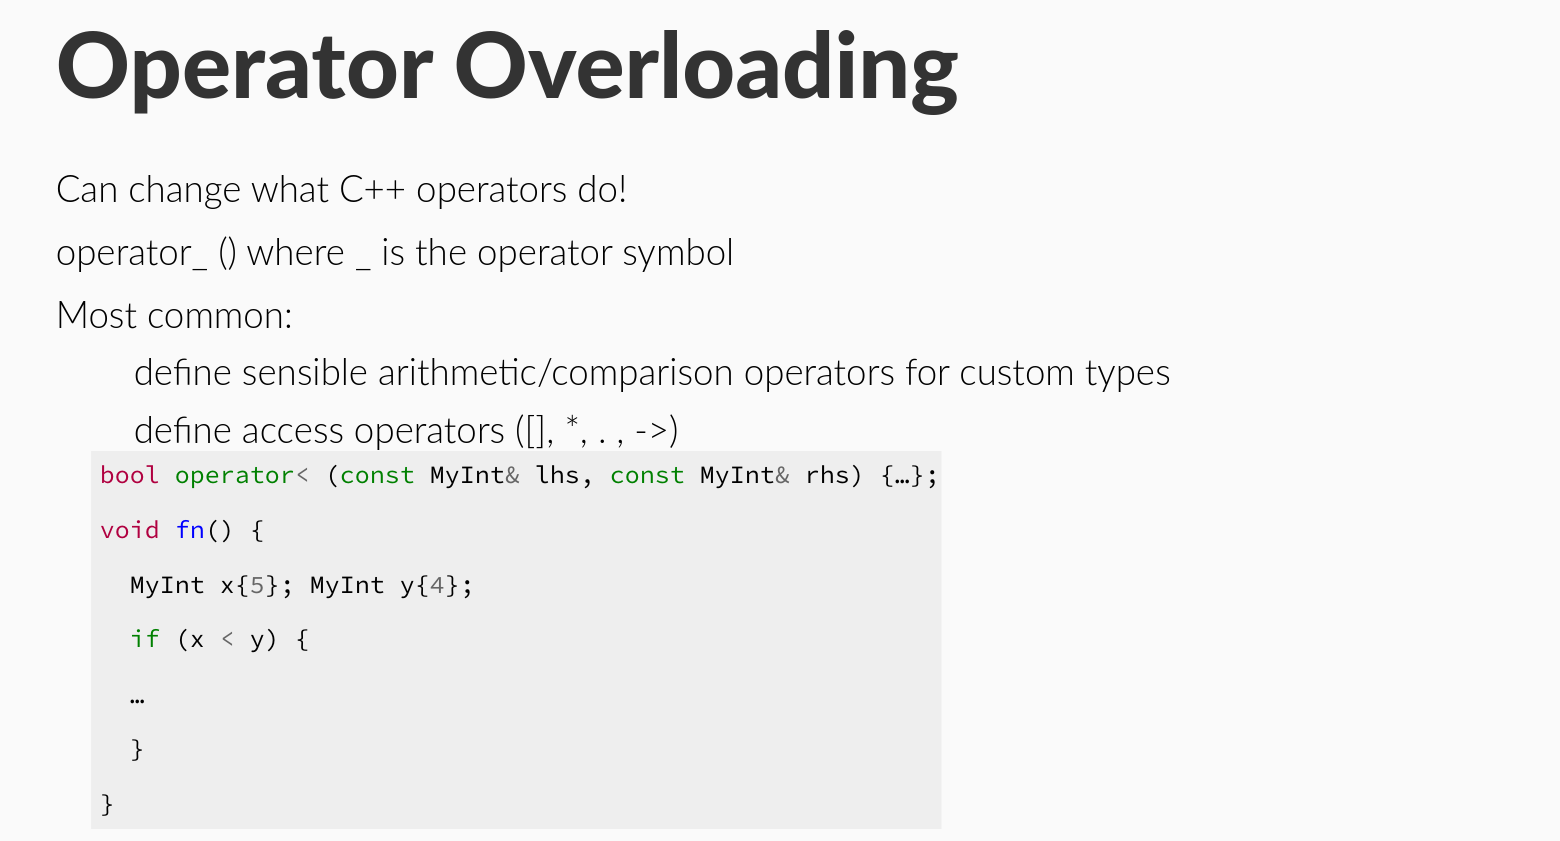 Operator Overloading
Can change what C++ operators do!
operator_ () where _ is the operator symbol
Most common:
define sensible arithmetic/comparison operators for custom types
define access operators ([], *, . , ->)
bool operator< (const MyInt& lhs, const MyInt& rhs) {…};
void fn() {
  MyInt x{5}; MyInt y{4};
  if (x < y) {
  …
  }
}